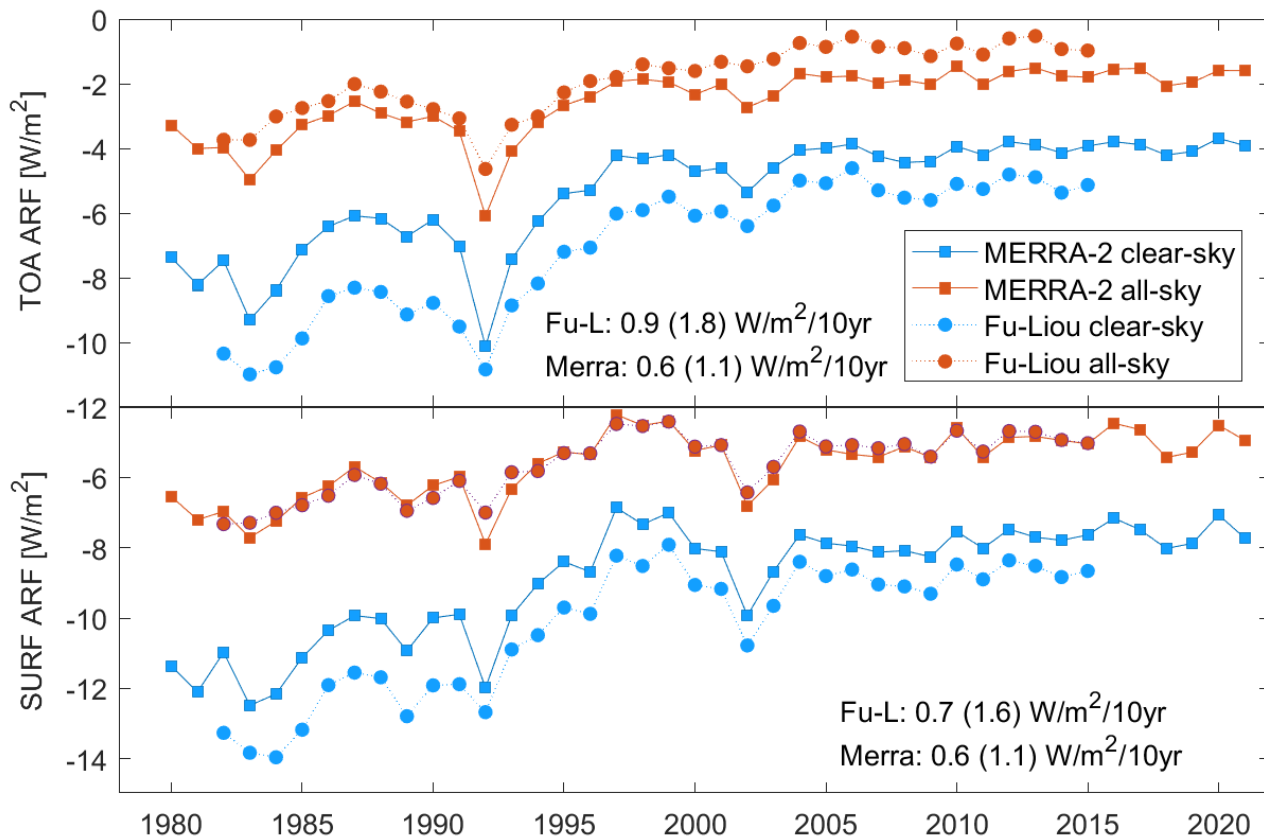 TOA ARF [W/m²]
0
-2
-4
-6
-8
-10
-12
MERRA-2 clear-sky
MERRA-2 all-sky
Fu-Liou clear-sky
Fu-Liou all-sky
Fu-L: 0.9 (1.8) W/m²/10yr
Merra: 0.6 (1.1) W/m²/10yr
SURF ARF [W/m²]
-6
-8
-10
-12
-14
Fu-L: 0.7 (1.6) W/m²/10yr
Merra: 0.6 (1.1) W/m²/10yr
1980 1985 1990 1995 2000 2005 2010 2015 2020